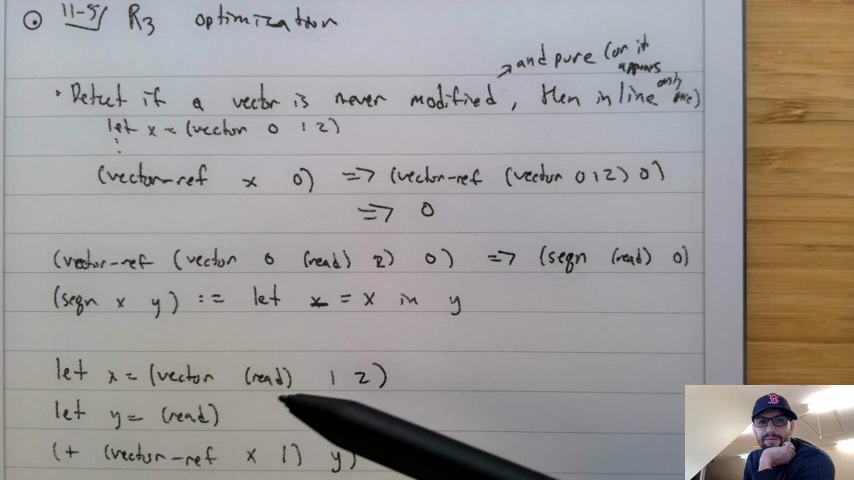 11-5/ R3 optimization
→ and pure (or it appears only once)
• Detect if a vector is never modified, then inline
let x = (vector 0 1 2)
⋮
(vector-ref x 0) => (vector-ref (vector 0 1 2) 0)
=> 0
(vector-ref (vector 0 (read) 2) 0) => (seqn (read) 0)
(seqn x y) := let _ = x in y
let x = (vector (read) 1 2)
let y = (read)
(+ (vector-ref x 1) y)
B